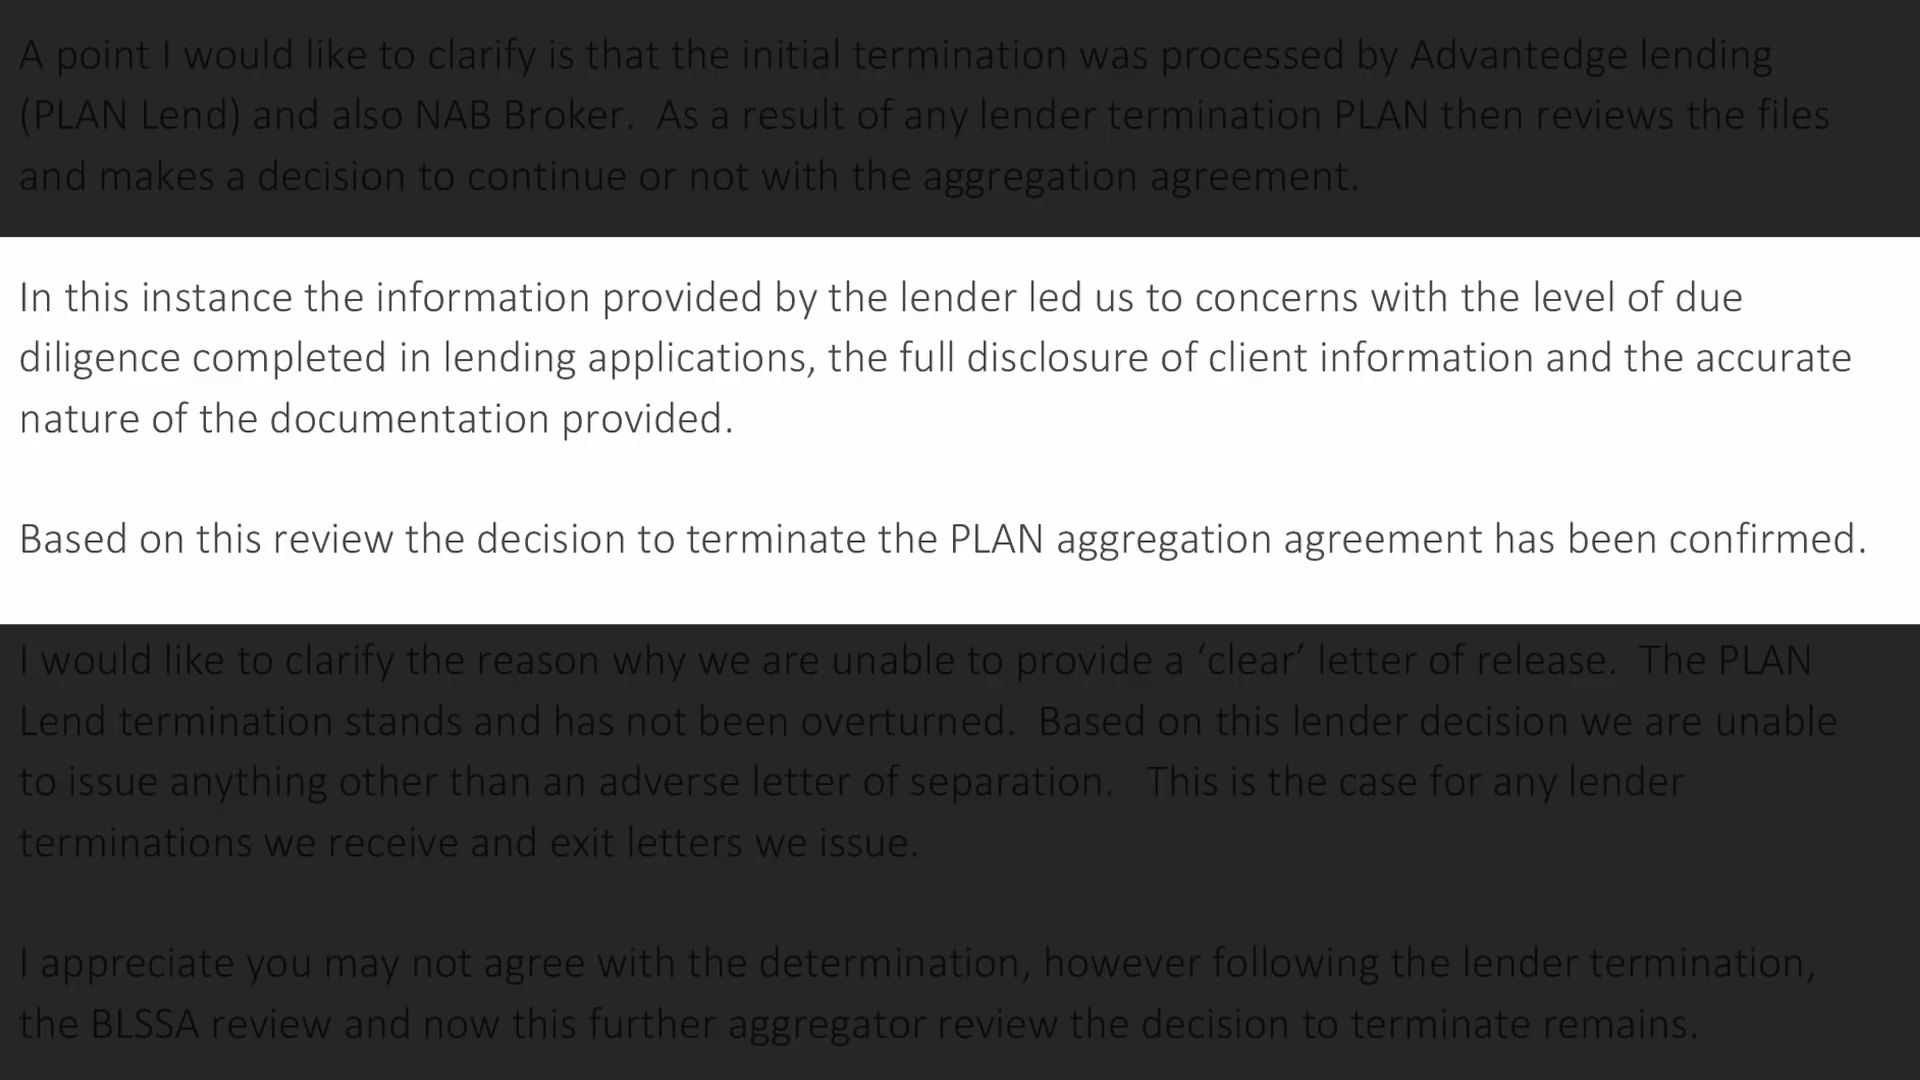 A point I would like to clarify is that the initial termination was processed by Advantedge lending
(PLAN Lend) and also NAB Broker.  As a result of any lender termination PLAN then reviews the files
and makes a decision to continue or not with the aggregation agreement.
In this instance the information provided by the lender led us to concerns with the level of due
diligence completed in lending applications, the full disclosure of client information and the accurate
nature of the documentation provided.
Based on this review the decision to terminate the PLAN aggregation agreement has been confirmed.
I would like to clarify the reason why we are unable to provide a ‘clear’ letter of release.  The PLAN
Lend termination stands and has not been overturned.  Based on this lender decision we are unable
to issue anything other than an adverse letter of separation.   This is the case for any lender
terminations we receive and exit letters we issue.
I appreciate you may not agree with the determination, however following the lender termination,
the BLSSA review and now this further aggregator review the decision to terminate remains.